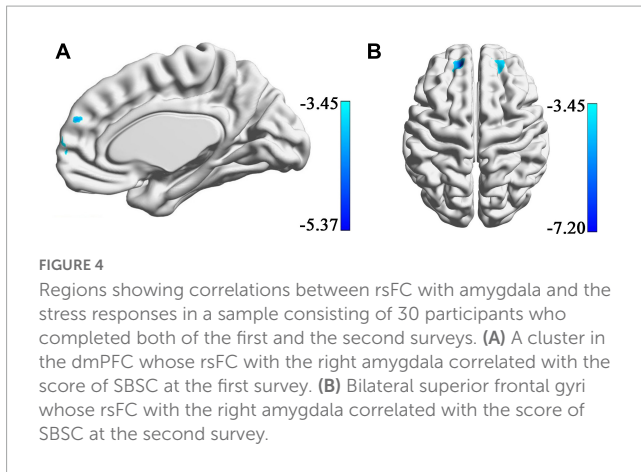 A
B
-3.45
-5.37
-3.45
-7.20
FIGURE 4
Regions showing correlations between rsFC with amygdala and the
stress responses in a sample consisting of 30 participants who
completed both of the first and the second surveys. (A) A cluster in
the dmPFC whose rsFC with the right amygdala correlated with the
score of SBSC at the first survey. (B) Bilateral superior frontal gyri
whose rsFC with the right amygdala correlated with the score of
SBSC at the second survey.